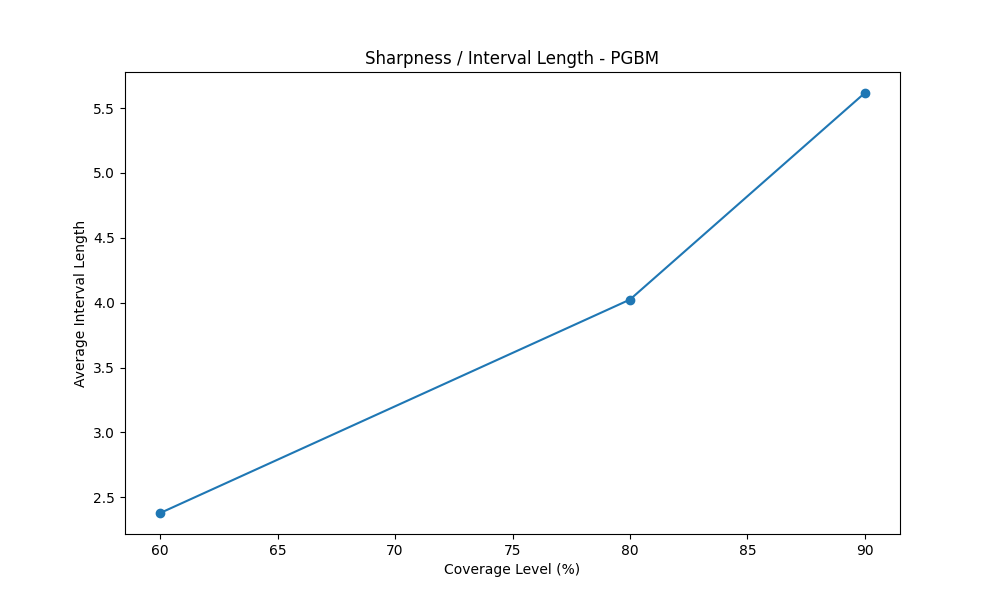 Sharpness / Interval Length - PGBM
5.5
5.0
4.5
4.0
3.5
3.0
2.5
Average Interval Length
60 65 70 75 80 85 90
Coverage Level (%)